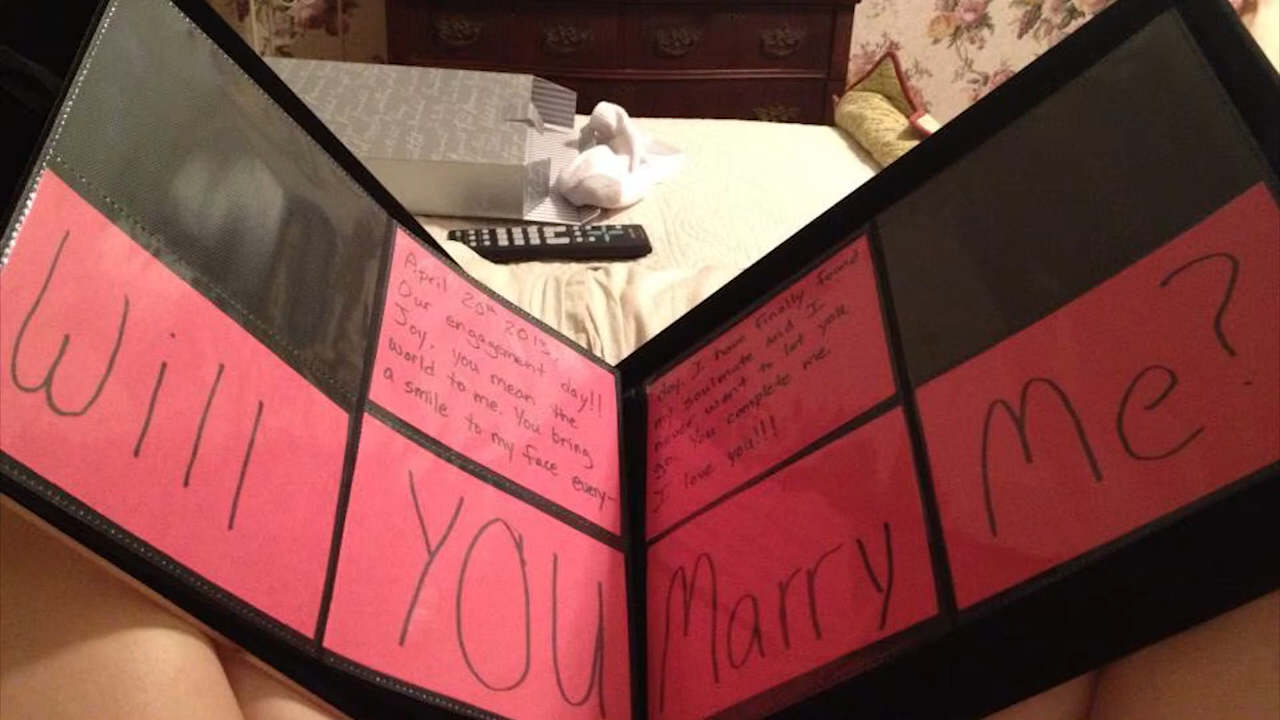 April 20th 2013,
Our engagement day!!
Joy, you mean the
world to me. You bring
a smile
to my face every-
day, I have finally found
my soulmate and I
never want to let you
go. You complete me.
I love you!!!
Will
YOU
Marry
Me?